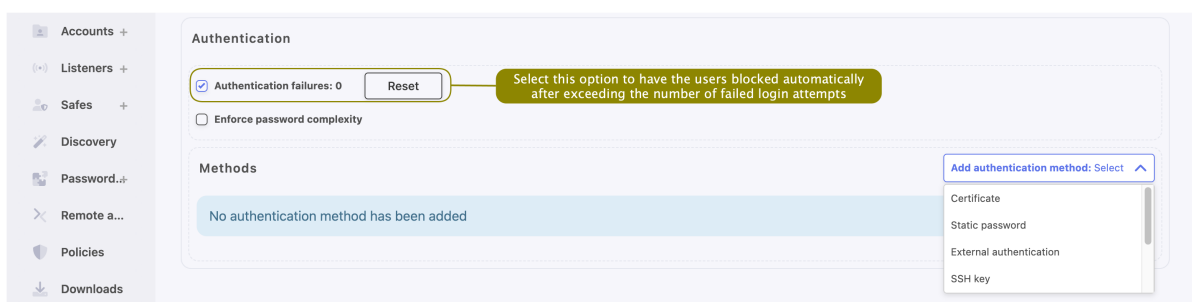 Accounts +
Listeners +
Safes +
Discovery
Password..+
Remote a...
Policies
Downloads
Authentication
Authentication failures: 0
Reset
Select this option to have the users blocked automatically
after exceeding the number of failed login attempts
Enforce password complexity
Methods
Add authentication method: Select
No authentication method has been added
Certificate
Static password
External authentication
SSH key